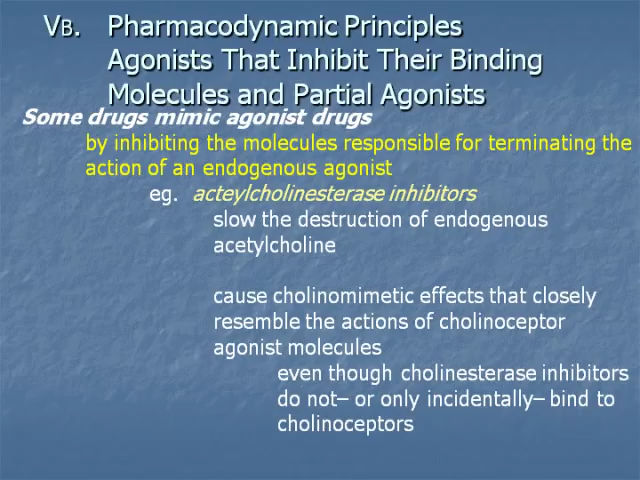 VB. Pharmacodynamic Principles
Agonists That Inhibit Their Binding
Molecules and Partial Agonists
Some drugs mimic agonist drugs
by inhibiting the molecules responsible for terminating the
action of an endogenous agonist
eg. acteylcholinesterase inhibitors
slow the destruction of endogenous
acetylcholine
cause cholinomimetic effects that closely
resemble the actions of cholinoceptor
agonist molecules
even though cholinesterase inhibitors
do not– or only incidentally– bind to
cholinoceptors